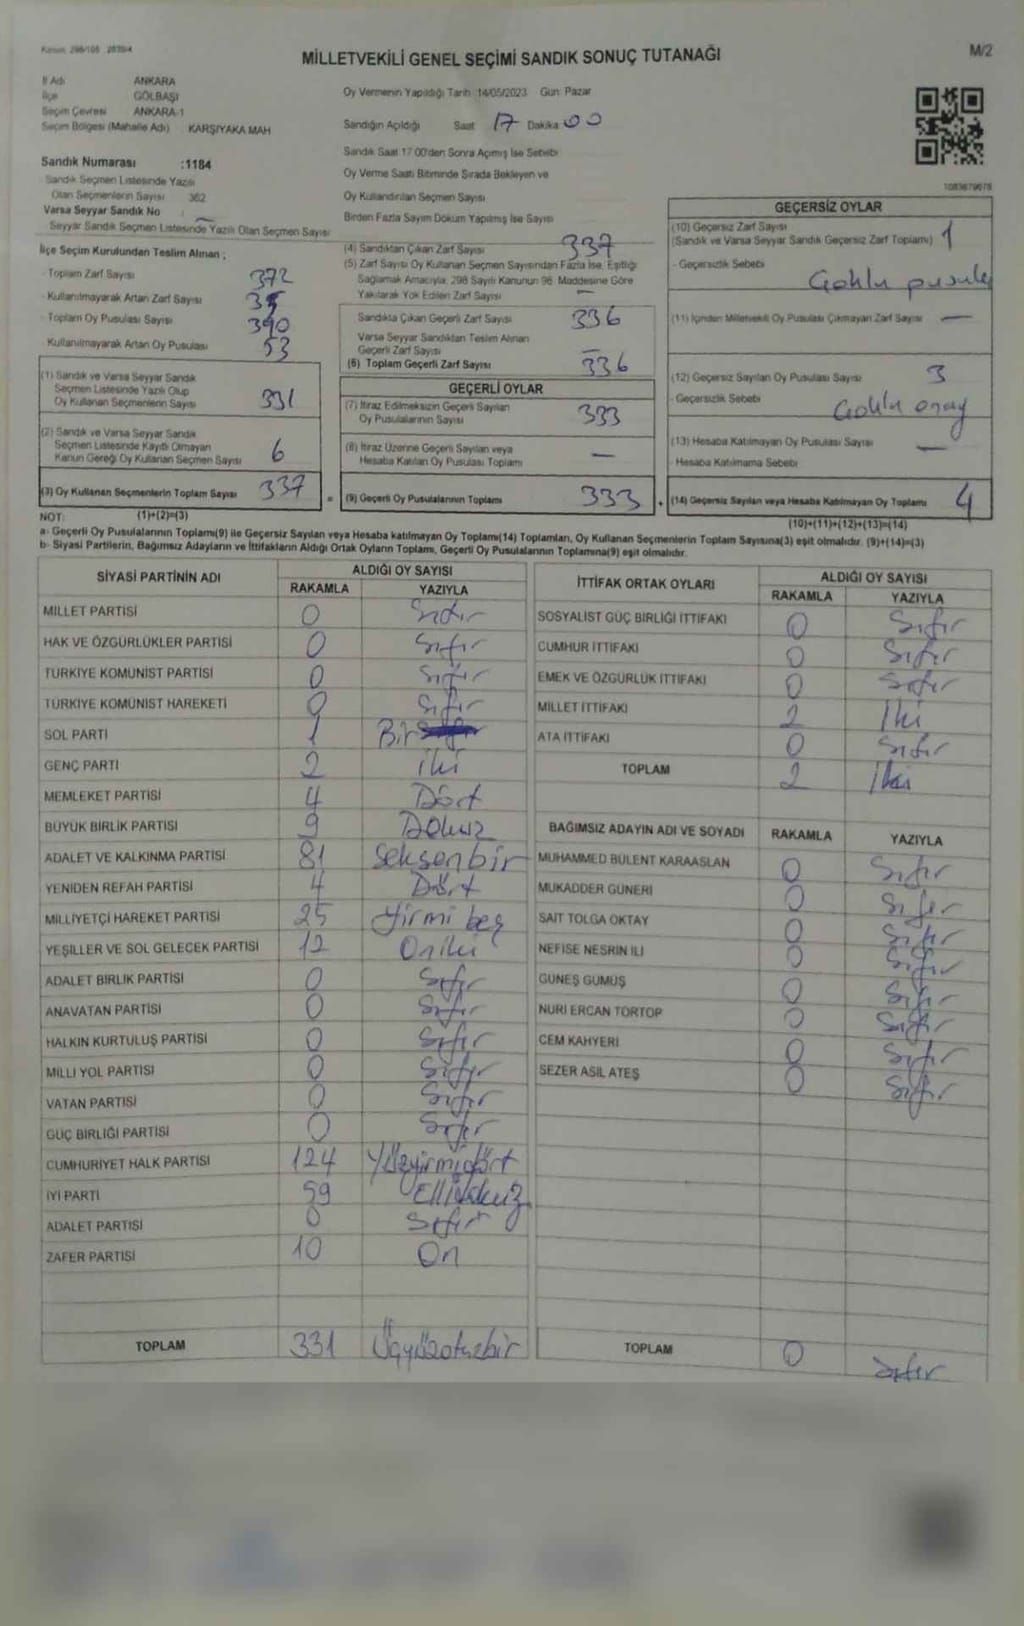 Kanun: 298/105 2839/4
MİLLETVEKİLİ GENEL SEÇİMİ SANDIK SONUÇ TUTANAĞI
M/2
İl Adı ANKARA
İlçe GÖLBAŞI
Seçim Çevresi ANKARA-1
Seçim Bölgesi (Mahalle Adı) KARŞIYAKA MAH
Oy Vermenin Yapıldığı Tarih 14/05/2023 Gün: Pazar
Sandığın Açıldığı Saat 17 Dakika 00
Sandık Saat 17:00'den Sonra Açımış İse Sebebi
Oy Verme Saati Bitiminde Sırada Bekleyen ve
Oy Kullandırılan Seçmen Sayısı
Birden Fazla Sayım Döküm Yapılmış İse Sayısı
Sandık Numarası :1184
Sandık Seçmen Listesinde Yazılı
Olan Seçmenlerin Sayısı 362
Varsa Seyyar Sandık No : —
Seyyar Sandık Seçmen Listesinde Yazılı Olan Seçmen Sayısı
İlçe Seçim Kurulundan Teslim Alınan ;
- Toplam Zarf Sayısı 372
- Kullanılmayarak Artan Zarf Sayısı 35
- Toplam Oy Pusulası Sayısı 390
- Kullanılmayarak Artan Oy Pusulası 53
(1) Sandık ve Varsa Seyyar Sandık
Seçmen Listesinde Yazılı Olup
Oy Kullanan Seçmenlerin Sayısı 331
(2) Sandık ve Varsa Seyyar Sandık
Seçmen Listesinde Kayıtlı Olmayan
Kanun Gereği Oy Kullanan Seçmen Sayısı 6
(3) Oy Kullanan Seçmenlerin Toplam Sayısı 337
(1)+(2)=(3)
(4) Sandıktan Çıkan Zarf Sayısı 337
(5) Zarf Sayısı Oy Kullanan Seçmen Sayısından Fazla İse, Eşitliği
Sağlamak Amacıyla, 298 Sayılı Kanunun 98. Maddesine Göre
Yakılarak Yok Edilen Zarf Sayısı —
Sandıkta Çıkan Geçerli Zarf Sayısı 336
Varsa Seyyar Sandıktan Teslim Alınan
Geçerli Zarf Sayısı —
(6) Toplam Geçerli Zarf Sayısı 336
GEÇERLİ OYLAR
(7) İtiraz Edilmeksizin Geçerli Sayılan
Oy Pusulalarının Sayısı 333
(8) İtiraz Üzerine Geçerli Sayılan veya
Hesaba Katılan Oy Pusulası Toplamı —
= (9) Geçerli Oy Pusulalarının Toplamı 333
1083679678
GEÇERSİZ OYLAR
(10) Geçersiz Zarf Sayısı
(Sandık ve Varsa Seyyar Sandık Geçersiz Zarf Toplamı) 1
- Geçersizlik Sebebi
Çoklu pusula
(11) İçinden Milletvekili Oy Pusulası Çıkmayan Zarf Sayısı —
(12) Geçersiz Sayılan Oy Pusulası Sayısı 3
- Geçersizlik Sebebi
Çoklu onay
(13) Hesaba Katılmayan Oy Pusulası Sayısı —
- Hesaba Katılmama Sebebi
+ (14) Geçersiz Sayılan veya Hesaba Katılmayan Oy Toplamı 4
(10)+(11)+(12)+(13)=(14)
NOT:
a- Geçerli Oy Pusulalarının Toplamı(9) ile Geçersiz Sayılan veya Hesaba katılmayan Oy Toplamı(14) Toplamları, Oy Kullanan Seçmenlerin Toplam Sayısına(3) eşit olmalıdır. (9)+(14)=(3)
b- Siyasi Partilerin, Bağımsız Adayların ve İttifakların Aldığı Ortak Oyların Toplamı, Geçerli Oy Pusulalarının Toplamına(9) eşit olmalıdır.
SİYASİ PARTİNİN ADI ALDIĞI OY SAYISI
RAKAMLA YAZIYLA
MİLLET PARTİSİ 0 Sıfır
HAK VE ÖZGÜRLÜKLER PARTİSİ 0 Sıfır
TÜRKİYE KOMÜNİST PARTİSİ 0 Sıfır
TÜRKİYE KOMÜNİST HAREKETİ 0 Sıfır
SOL PARTİ 1 Bir
GENÇ PARTİ 2 iki
MEMLEKET PARTİSİ 4 Dört
BÜYÜK BİRLİK PARTİSİ 9 Dokuz
ADALET VE KALKINMA PARTİSİ 81 Seksenbir
YENİDEN REFAH PARTİSİ 4 Dört
MİLLİYETÇİ HAREKET PARTİSİ 25 Yirmi beş
YEŞİLLER VE SOL GELECEK PARTİSİ 12 Oniki
ADALET BİRLİK PARTİSİ 0 Sıfır
ANAVATAN PARTİSİ 0 Sıfır
HALKIN KURTULUŞ PARTİSİ 0 Sıfır
MİLLİ YOL PARTİSİ 0 Sıfır
VATAN PARTİSİ 0 Sıfır
GÜÇ BİRLİĞİ PARTİSİ 0 Sıfır
CUMHURİYET HALK PARTİSİ 124 Yüzyirmidört
İYİ PARTİ 59 Ellidokuz
ADALET PARTİSİ 0 Sıfır
ZAFER PARTİSİ 10 On
TOPLAM 331 Üçyüzotuzbir
İTTİFAK ORTAK OYLARI ALDIĞI OY SAYISI
RAKAMLA YAZIYLA
SOSYALİST GÜÇ BİRLİĞİ İTTİFAKI 0 Sıfır
CUMHUR İTTİFAKI 0 Sıfır
EMEK VE ÖZGÜRLÜK İTTİFAKI 0 Sıfır
MİLLET İTTİFAKI 2 İki
ATA İTTİFAKI 0 Sıfır
TOPLAM 2 İki
BAĞIMSIZ ADAYIN ADI VE SOYADI RAKAMLA YAZIYLA
MUHAMMED BÜLENT KARAASLAN 0 Sıfır
MUKADDER GÜNERİ 0 Sıfır
SAİT TOLGA OKTAY 0 Sıfır
NEFİSE NESRİN İLİ 0 Sıfır
GÜNEŞ GÜMÜŞ 0 Sıfır
NURİ ERCAN TORTOP 0 Sıfır
CEM KAHYERİ 0 Sıfır
SEZER ASIL ATEŞ 0 Sıfır
TOPLAM 0 Sıfır